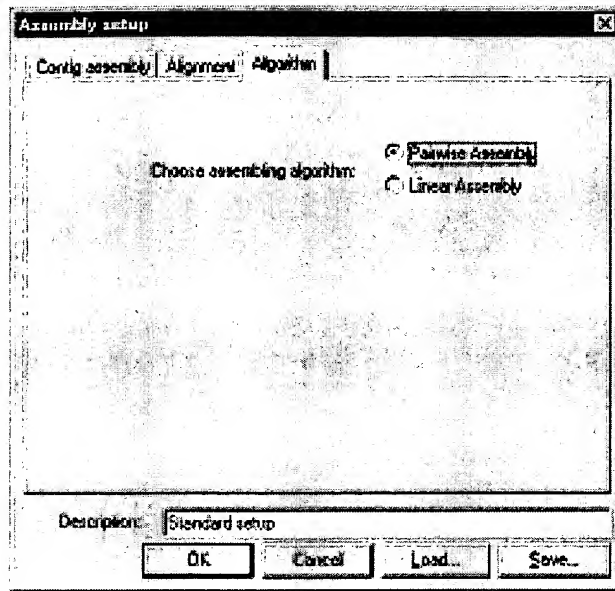 Assembly setup
Contig assembly Alignment Algorithm
Choose assembling algorithm:
Pairwise Assembly
Linear Assembly
Description: Standard setup
OK Cancel Load... Save...